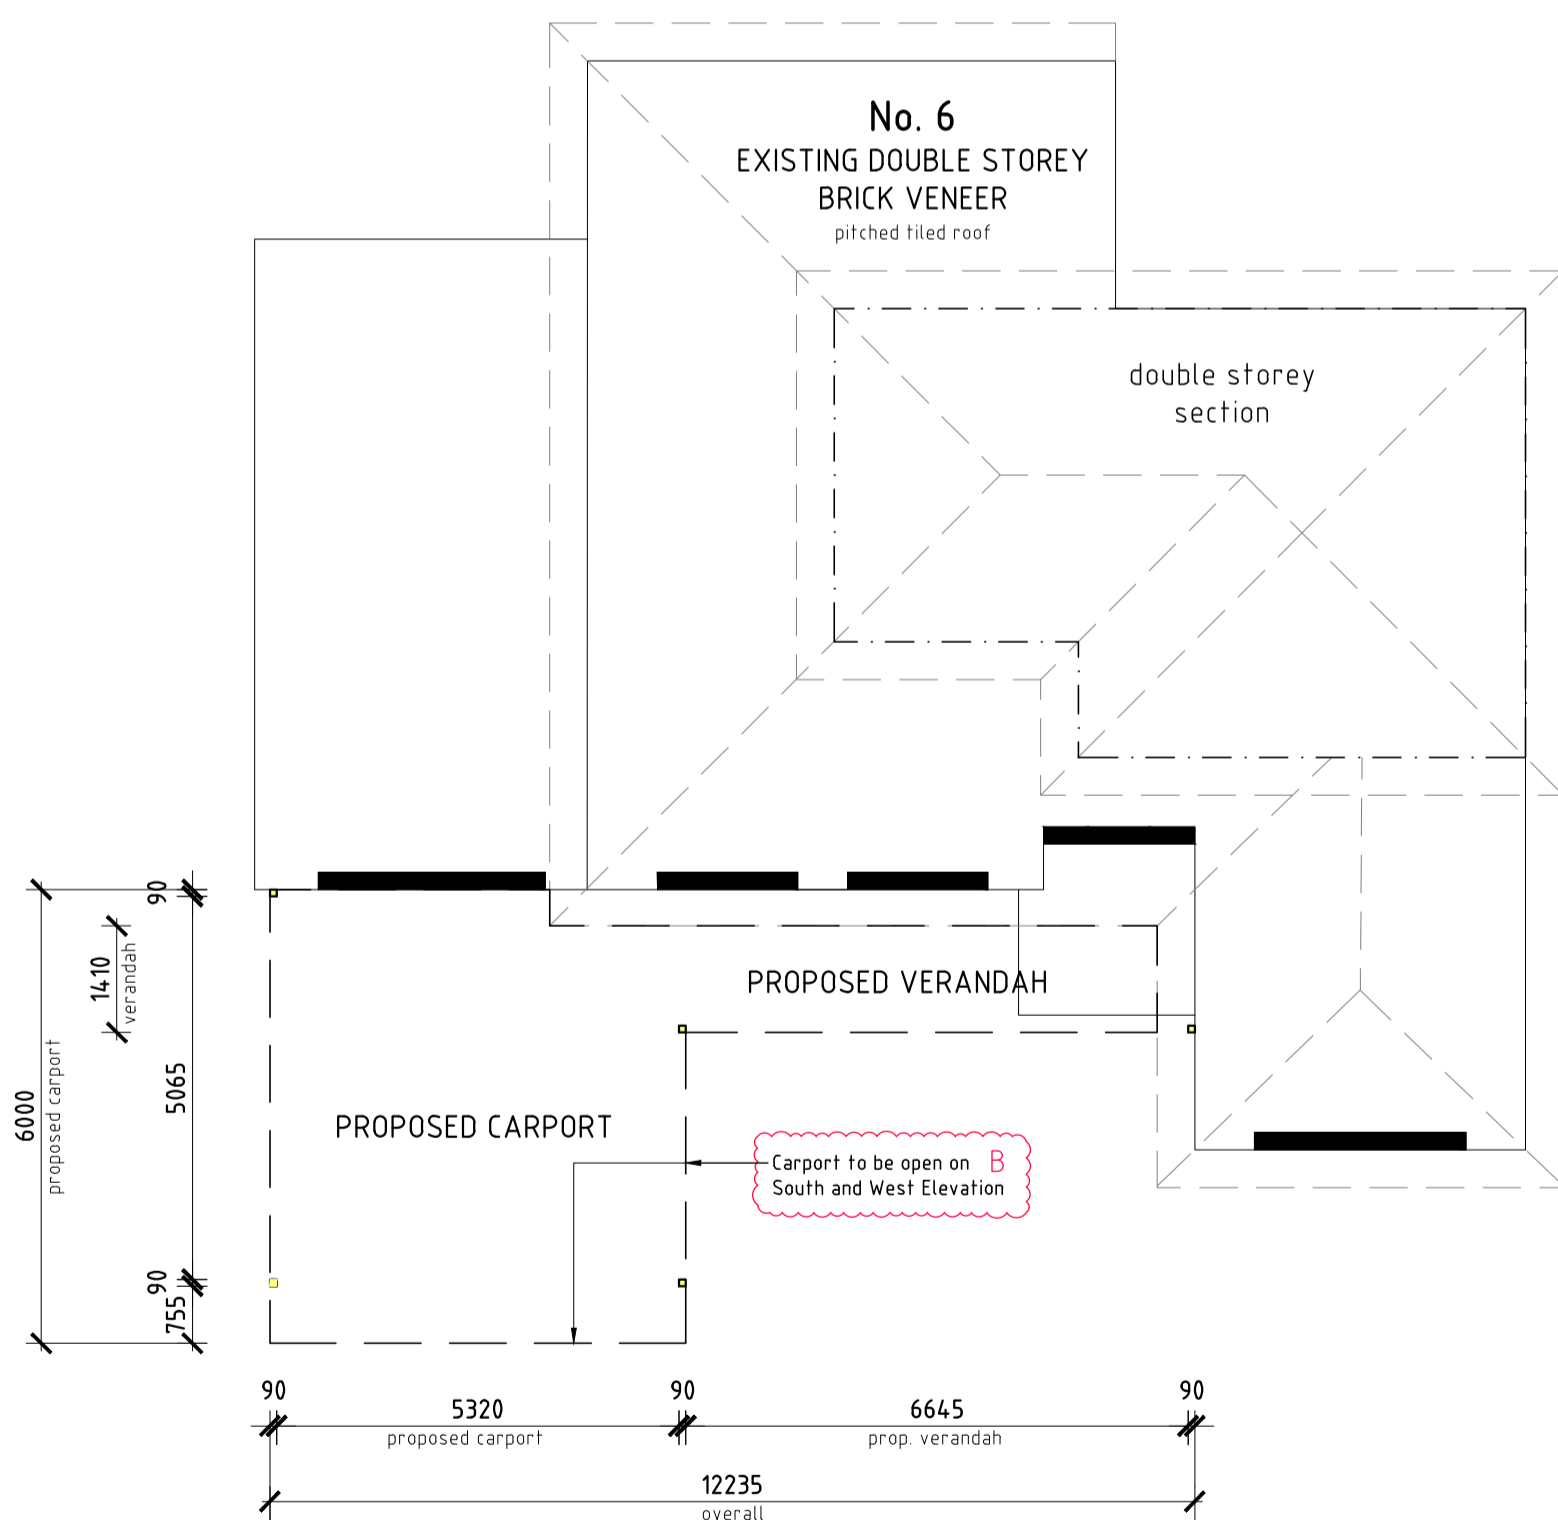 No. 6
EXISTING DOUBLE STOREY
BRICK VENEER
pitched tiled roof
double storey
section
90
1410
verandah
PROPOSED VERANDAH
6000
proposed carport
5065
PROPOSED CARPORT
Carport to be open on B
South and West Elevation
90
755
90
5320
proposed carport
90
6645
prop. verandah
90
12235
overall